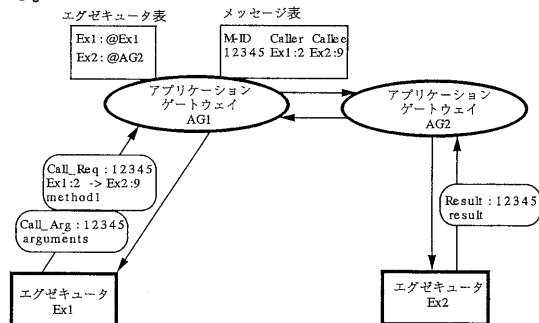 エグゼキュータ表
メッセージ表
Ex1 : @Ex1
Ex2 : @AG2
M-ID Caller Callee
12345 Ex1:2 Ex2:9
アプリケーション
ゲートウェイ
AG1
アプリケーション
ゲートウェイ
AG2
Call_Req : 12345
Ex1:2 -> Ex2:9
method1
Call_Arg : 12345
arguments
Result : 12345
result
エグゼキュータ
Ex1
エグゼキュータ
Ex2